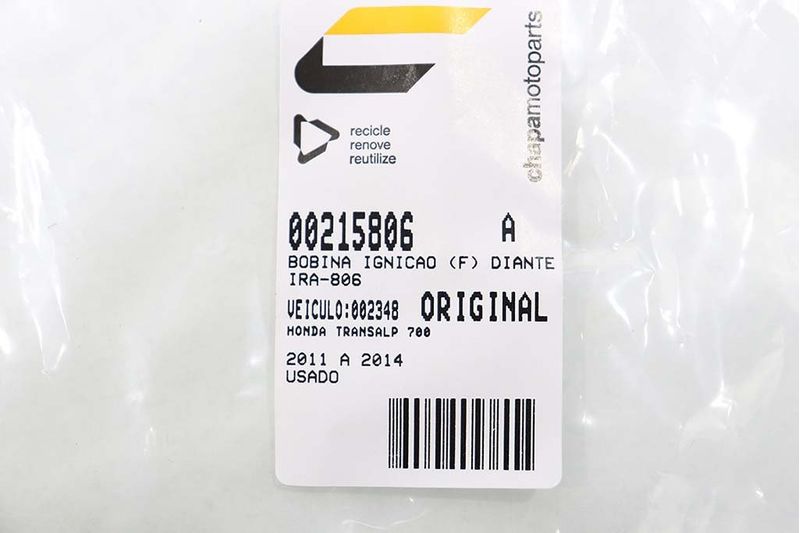 chapamotoparts
recicle
renove
reutilize
00215806 A
BOBINA IGNICAO (F) DIANTE
IRA-806
VEICULO:002348 ORIGINAL
HONDA TRANSALP 700
2011 A 2014
USADO